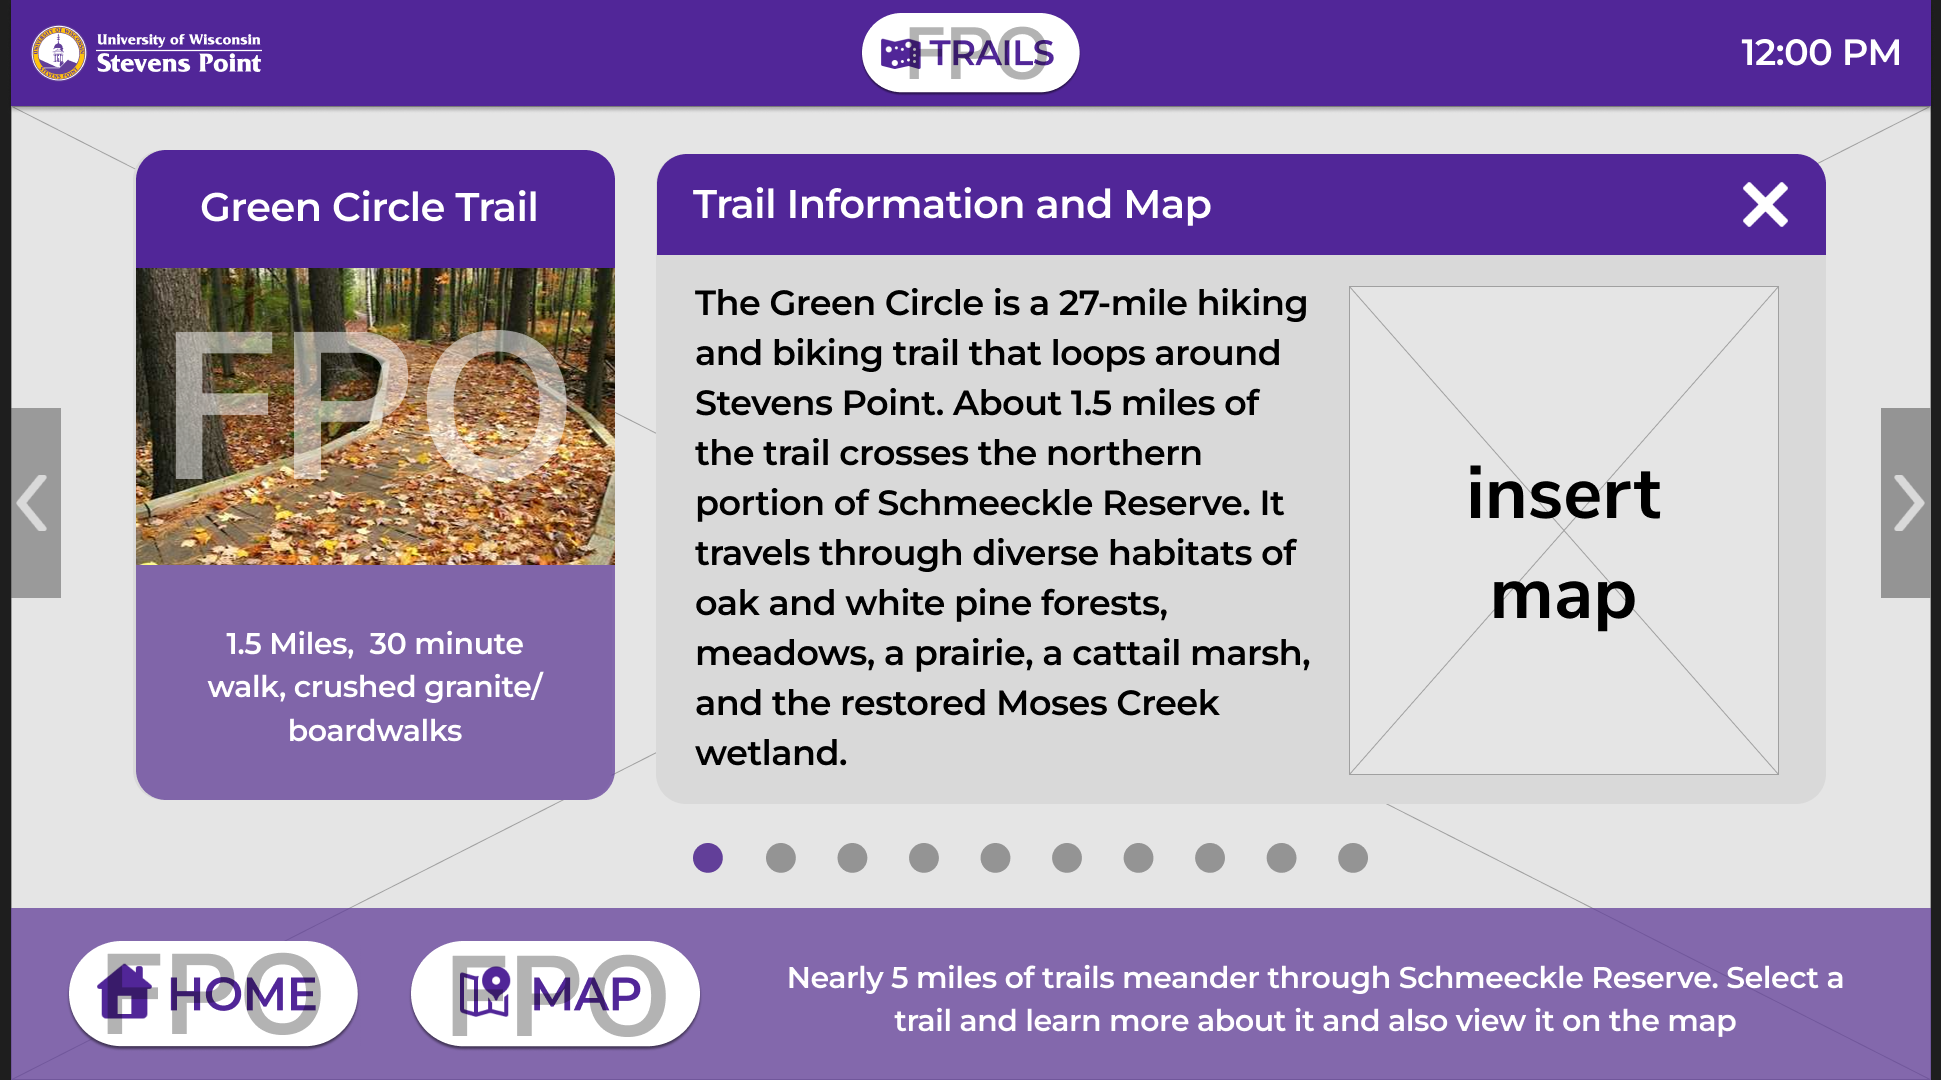 University of Wisconsin
Stevens Point
FPO
TRAILS
12:00 PM
Green Circle Trail
FPO
1.5 Miles,  30 minute
walk, crushed granite/
boardwalks
Trail Information and Map
The Green Circle is a 27-mile hiking
and biking trail that loops around
Stevens Point. About 1.5 miles of
the trail crosses the northern
portion of Schmeeckle Reserve. It
travels through diverse habitats of
oak and white pine forests,
meadows, a prairie, a cattail marsh,
and the restored Moses Creek
wetland.
insert
map
FPO
HOME
FPO
MAP
Nearly 5 miles of trails meander through Schmeeckle Reserve. Select a
trail and learn more about it and also view it on the map